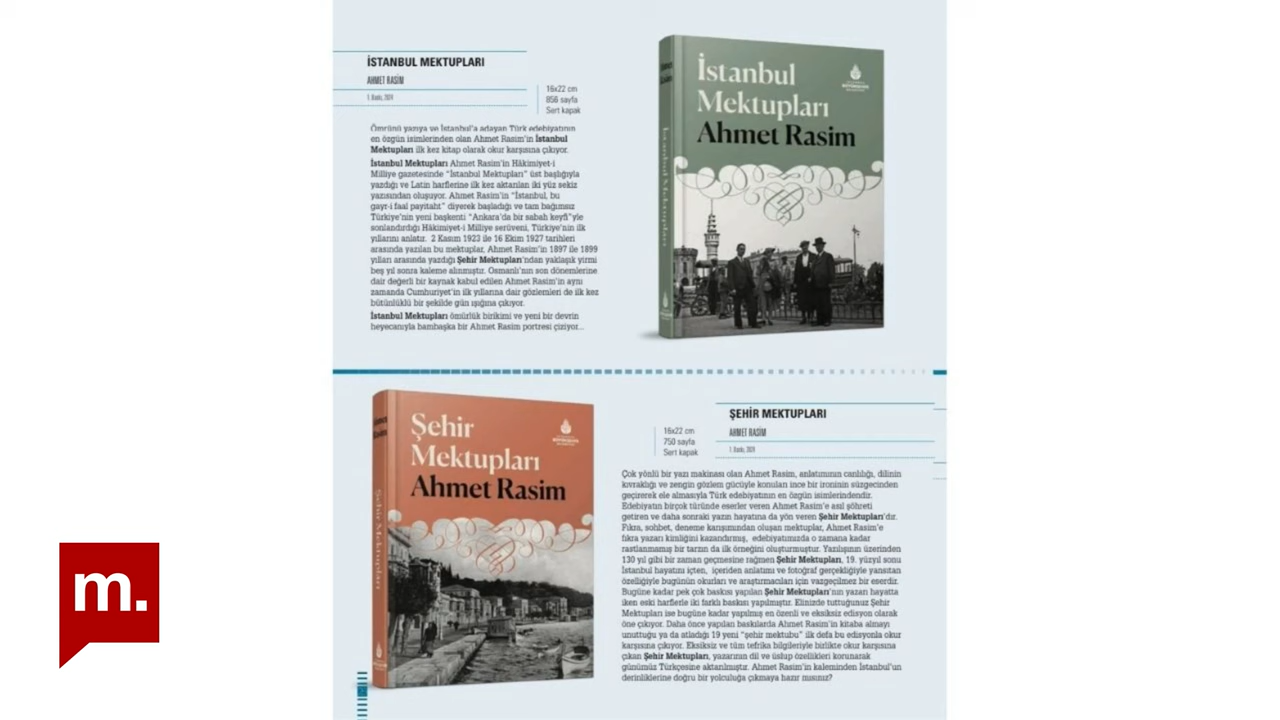 İSTANBUL MEKTUPLARI
AHMET RASİM
1. Baskı, 2024
16x22 cm
856 sayfa
Sert kapak
Ömrünü yazıya ve İstanbul'a adayan Türk edebiyatının
en özgün isimlerinden olan Ahmet Rasim'in İstanbul
Mektupları ilk kez kitap olarak okur karşısına çıkıyor.
İstanbul Mektupları Ahmet Rasim'in Hâkimiyet-i
Milliye gazetesinde "İstanbul Mektupları" üst başlığıyla
yazdığı ve Latin harflerine ilk kez aktarılan iki yüz sekiz
yazısından oluşuyor. Ahmet Rasim'in "İstanbul, bu
gayr-i faal payitaht" diyerek başladığı ve tam bağımsız
Türkiye'nin yeni başkenti "Ankara'da bir sabah keyfi"yle
sonlandırdığı Hâkimiyet-i Milliye serüveni, Türkiye'nin ilk
yıllarını anlatır. 2 Kasım 1923 ile 16 Ekim 1927 tarihleri
arasında yazılan bu mektuplar, Ahmet Rasim'in 1897 ile 1899
yılları arasında yazdığı Şehir Mektupları'ndan yaklaşık yirmi
beş yıl sonra kaleme alınmıştır. Osmanlı'nın son dönemlerine
dair değerli bir kaynak kabul edilen Ahmet Rasim'in aynı
zamanda Cumhuriyet'in ilk yıllarına dair gözlemleri de ilk kez
bütünlüklü bir şekilde gün ışığına çıkıyor.
İstanbul Mektupları ömürlük birikimi ve yeni bir devrin
heyecanıyla bambaşka bir Ahmet Rasim portresi çiziyor...
İstanbul
Mektupları
Ahmet Rasim
İstanbul Mektupları
Şehir
Mektupları
Ahmet Rasim
Şehir Mektupları
ŞEHİR MEKTUPLARI
AHMET RASİM
1. Baskı, 2024
16x22 cm
750 sayfa
Sert kapak
Çok yönlü bir yazı makinası olan Ahmet Rasim, anlatımının canlılığı, dilinin
kıvraklığı ve zengin gözlem gücüyle konuları ince bir ironinin süzgecinden
geçirerek ele almasıyla Türk edebiyatının en özgün isimlerindendir.
Edebiyatın birçok türünde eserler veren Ahmet Rasim'e asıl şöhreti
getiren ve daha sonraki yazın hayatına da yön veren Şehir Mektupları'dır.
Fıkra, sohbet, deneme karışımından oluşan mektuplar, Ahmet Rasim'e
fıkra yazarı kimliğini kazandırmış, edebiyatımızda o zamana kadar
rastlanmamış bir tarzın da ilk örneğini oluşturmuştur. Yazılışının üzerinden
130 yıl gibi bir zaman geçmesine rağmen Şehir Mektupları, 19. yüzyıl sonu
İstanbul hayatını içten, içeriden anlatımı ve fotoğraf gerçekliğiyle yansıtan
özelliğiyle bugünün okurları ve araştırmacıları için vazgeçilmez bir eserdir.
Bugüne kadar pek çok baskısı yapılan Şehir Mektupları'nın yazarı hayatta
iken eski harflerle iki farklı baskısı yapılmıştır. Elinizde tuttuğunuz Şehir
Mektupları ise bugüne kadar yapılmış en özenli ve eksiksiz edisyon olarak
öne çıkıyor. Daha önce yapılan baskılarda Ahmet Rasim'in kitaba almayı
unuttuğu ya da atladığı 19 yeni "şehir mektubu" ilk defa bu edisyonla okur
karşısına çıkıyor. Eksiksiz ve tüm tefrika bilgileriyle birlikte okur karşısına
çıkan Şehir Mektupları, yazarının dil ve üslup özellikleri korunarak
günümüz Türkçesine aktarılmıştır. Ahmet Rasim'in kaleminden İstanbul'un
derinliklerine doğru bir yolculuğa çıkmaya hazır mısınız?
m.